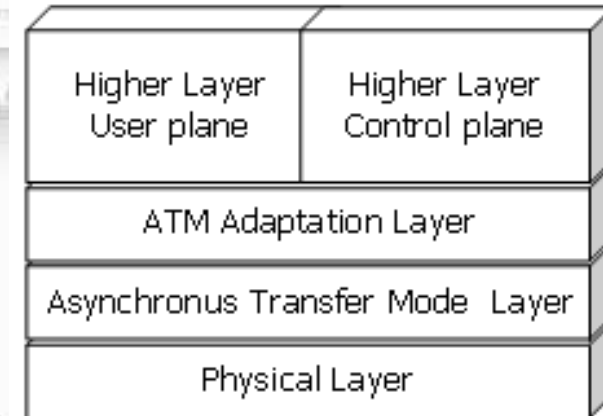 Higher Layer
User plane
Higher Layer
Control plane
ATM Adaptation Layer
Asynchronus Transfer Mode Layer
Physical Layer